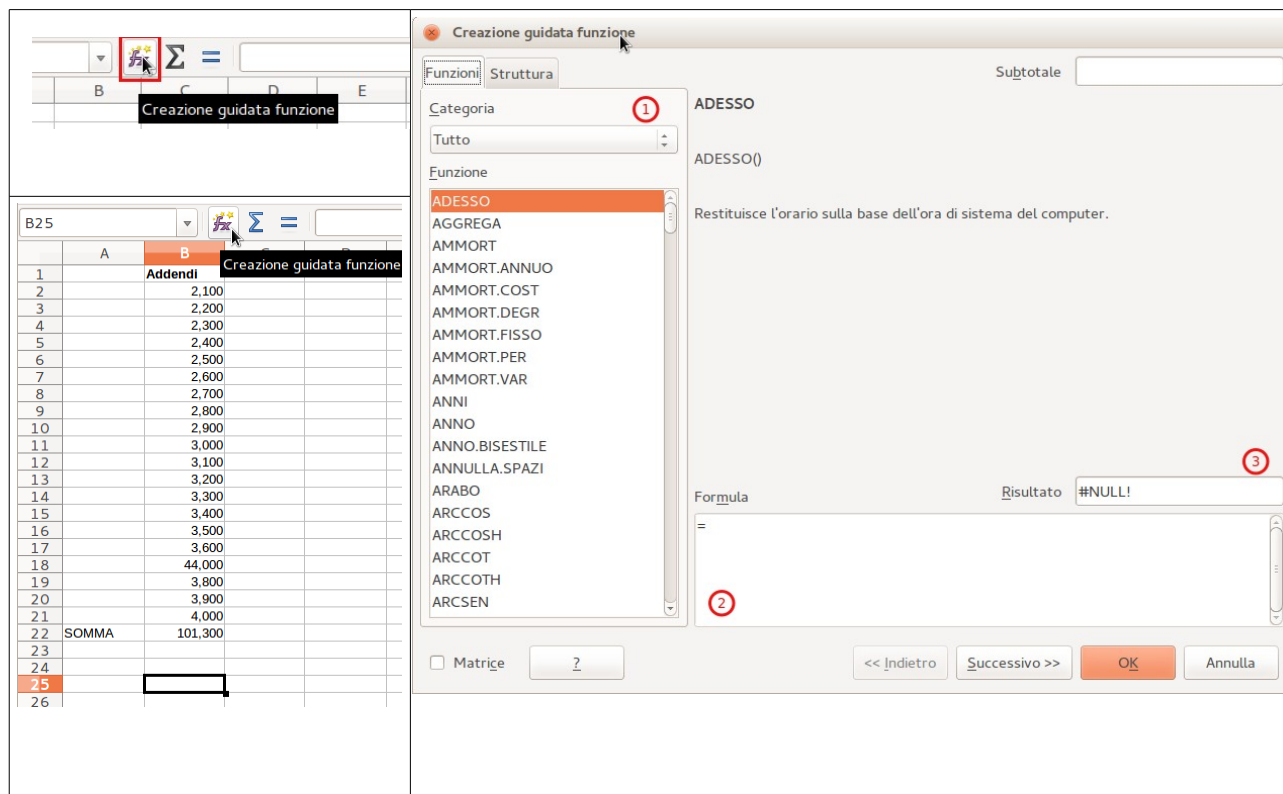 B C D E
Creazione guidata funzione
B25
A B
Creazione guidata funzione
1 Addendi
2 2,100
3 2,200
4 2,300
5 2,400
6 2,500
7 2,600
8 2,700
9 2,800
10 2,900
11 3,000
12 3,100
13 3,200
14 3,300
15 3,400
16 3,500
17 3,600
18 44,000
19 3,800
20 3,900
21 4,000
22 SOMMA 101,300
23
24
25
26
Creazione guidata funzione
Funzioni Struttura
Subtotale
Categoria 1
Tutto
Funzione
ADESSO
AGGREGA
AMMORT
AMMORT.ANNUO
AMMORT.COST
AMMORT.DEGR
AMMORT.FISSO
AMMORT.PER
AMMORT.VAR
ANNI
ANNO
ANNO.BISESTILE
ANNULLA.SPAZI
ARABO
ARCCOS
ARCCOSH
ARCCOT
ARCCOTH
ARCSEN
ADESSO
ADESSO()
Restituisce l'orario sulla base dell'ora di sistema del computer.
3
Formula Risultato #NULL!
=
2
Matrice ? << Indietro Successivo >> OK Annulla